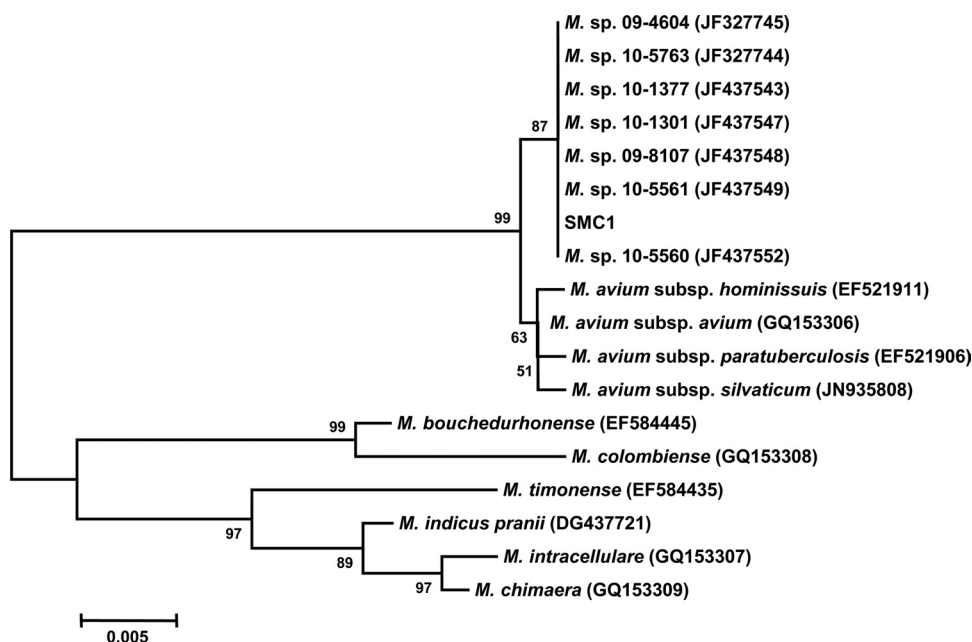 M. sp. 09-4604 (JF327745)
M. sp. 10-5763 (JF327744)
M. sp. 10-1377 (JF437543)
87
M. sp. 10-1301 (JF437547)
M. sp. 09-8107 (JF437548)
M. sp. 10-5561 (JF437549)
99
SMC1
M. sp. 10-5560 (JF437552)
M. avium subsp. hominissuis (EF521911)
M. avium subsp. avium (GQ153306)
63
M. avium subsp. paratuberculosis (EF521906)
51
M. avium subsp. silvaticum (JN935808)
99
M. bouchedurhonense (EF584445)
M. colombiense (GQ153308)
M. timonense (EF584435)
97
M. indicus pranii (DG437721)
89
M. intracellulare (GQ153307)
97
M. chimaera (GQ153309)
0.005